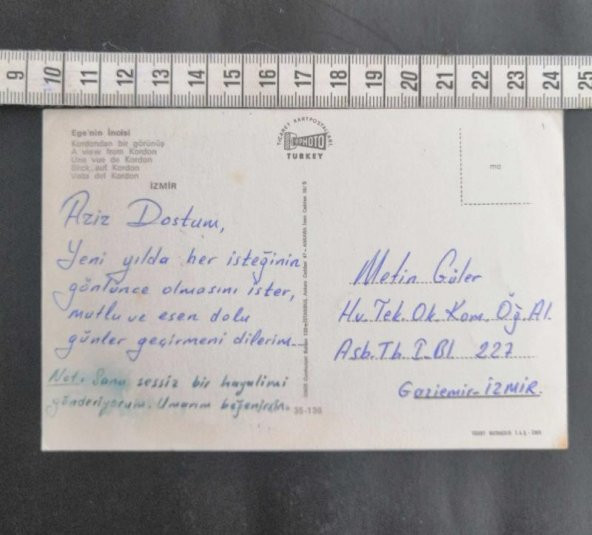 9 10 11 12 13 14 15 16 17 18 19 20 21 22 23 24 25
Ege'nin İncisi
Kordondan bir görünüş
A view from Kordon
Une vue de Kordon
Blick auf Kordon
Vista del Kordon
İZMİR
TİCARET KARTPOSTALLARI
TURKEY
Aziz Dostum,
Yeni yılda her isteğinin
gönlünce olmasını ister,
mutlu ve esen dolu
günler geçirmeni dilerim.
Not: Sana sessiz bir hayalimi
gönderiyorum. Umarım beğenirsin.
35-136
Metin Güler
Hv. Tek. Ok. Kom. Öğ. Al.
Asb. Tb. I. Bl. 227
Gaziemir-İZMİR.